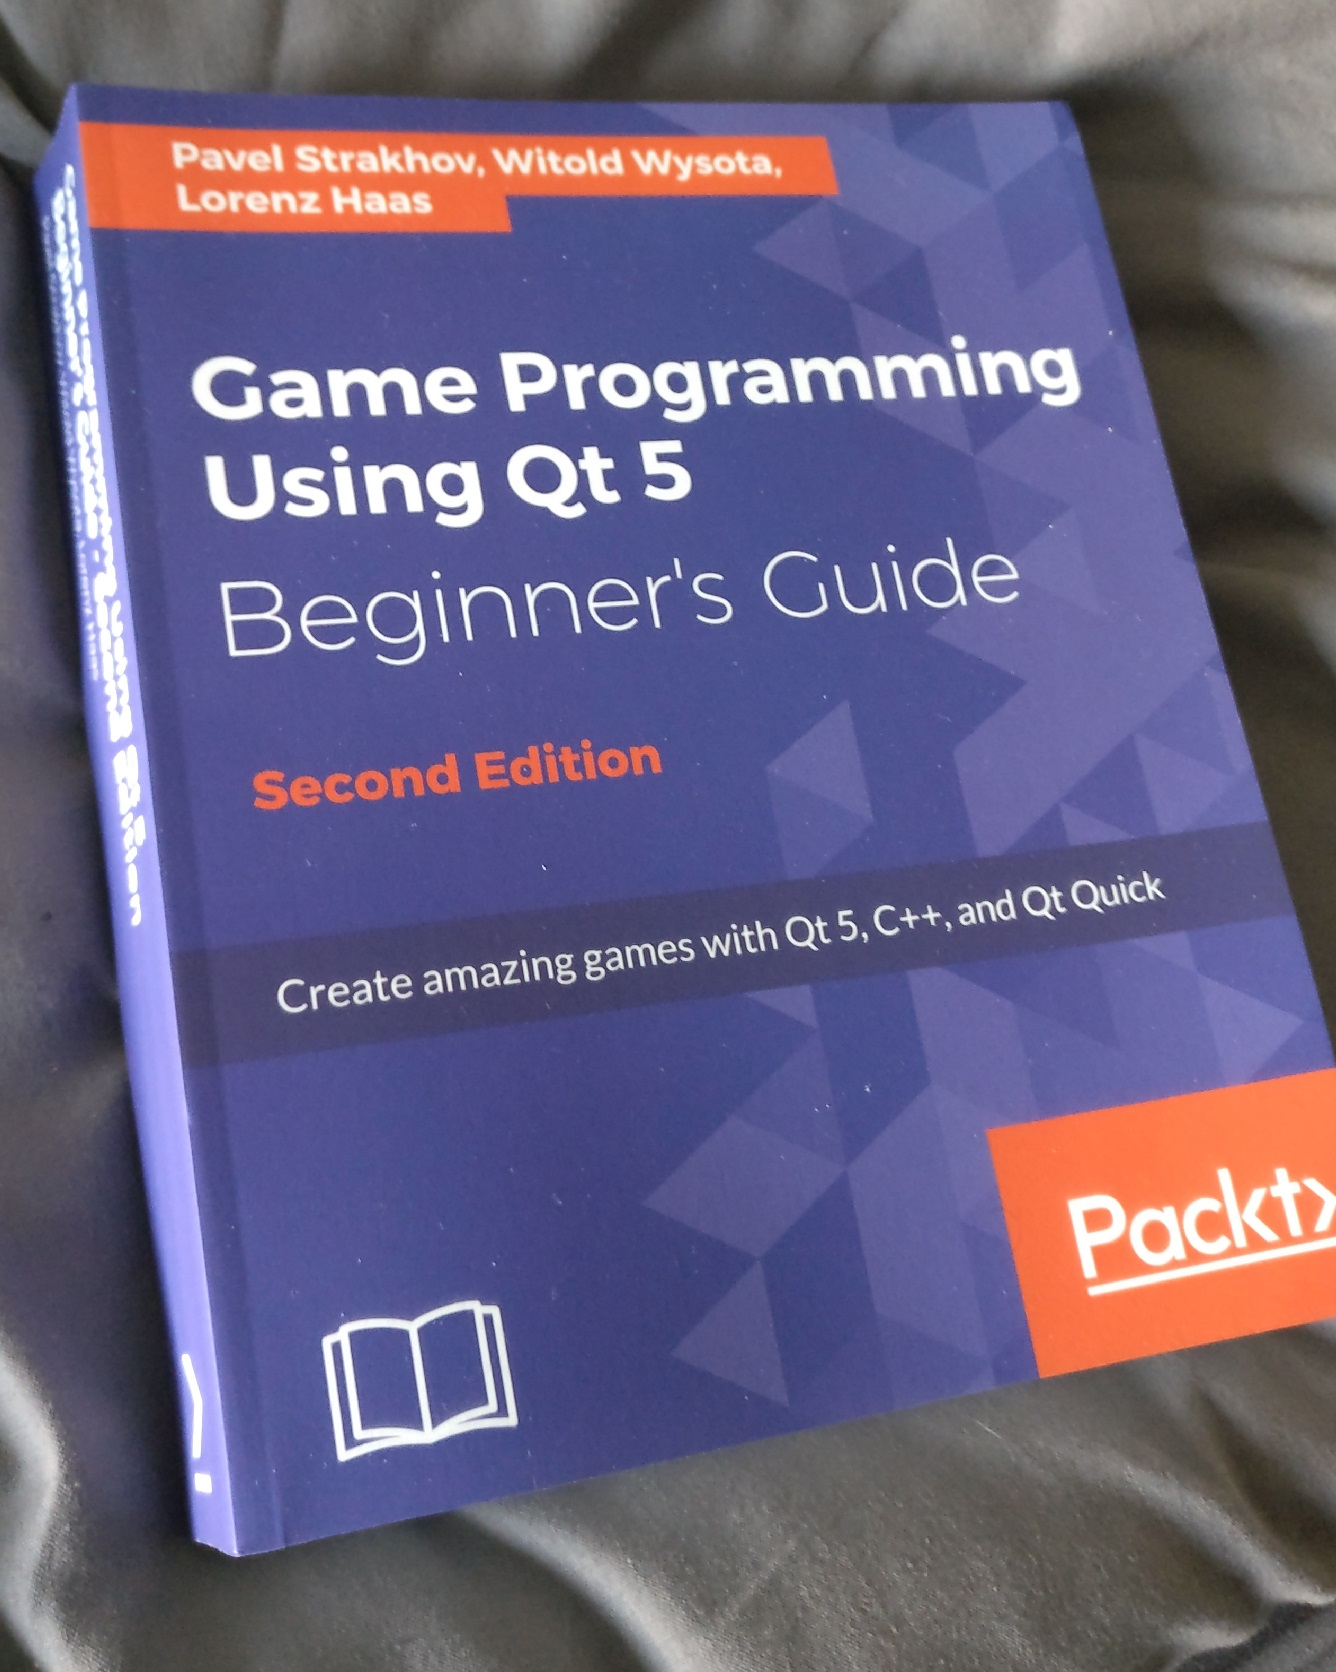 Pavel Strakhov, Witold Wysota,
Lorenz Haas
Game Programming
Using Qt 5
Beginner's Guide
Second Edition
Create amazing games with Qt 5, C++, and Qt Quick
Packt